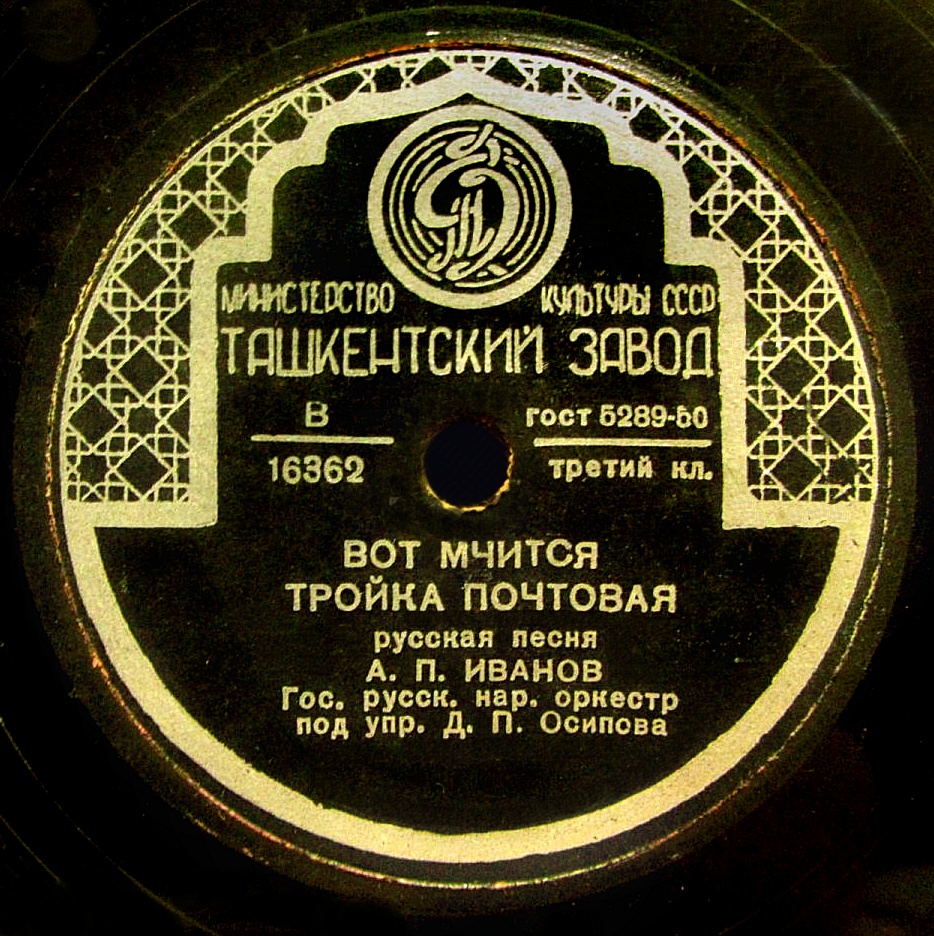 МИНИСТЕРСТВО КУЛЬТУРЫ СССР
ТАШКЕНТСКИЙ ЗАВОД
В ГОСТ 5289-50
16362 третий кл.
ВОТ МЧИТСЯ
ТРОЙКА ПОЧТОВАЯ
русская песня
А. П. ИВАНОВ
Гос. русск. нар. оркестр
под упр. Д. П. Осипова